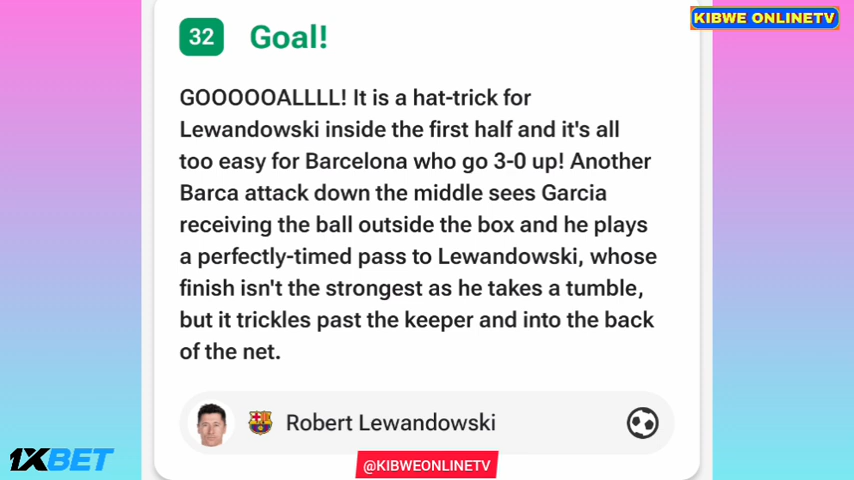 KIBWE ONLINETV
32 Goal!
GOOOOOALLLL! It is a hat-trick for
Lewandowski inside the first half and it's all
too easy for Barcelona who go 3-0 up! Another
Barca attack down the middle sees Garcia
receiving the ball outside the box and he plays
a perfectly-timed pass to Lewandowski, whose
finish isn't the strongest as he takes a tumble,
but it trickles past the keeper and into the back
of the net.
Robert Lewandowski
1XBET
@KIBWEONLINETV